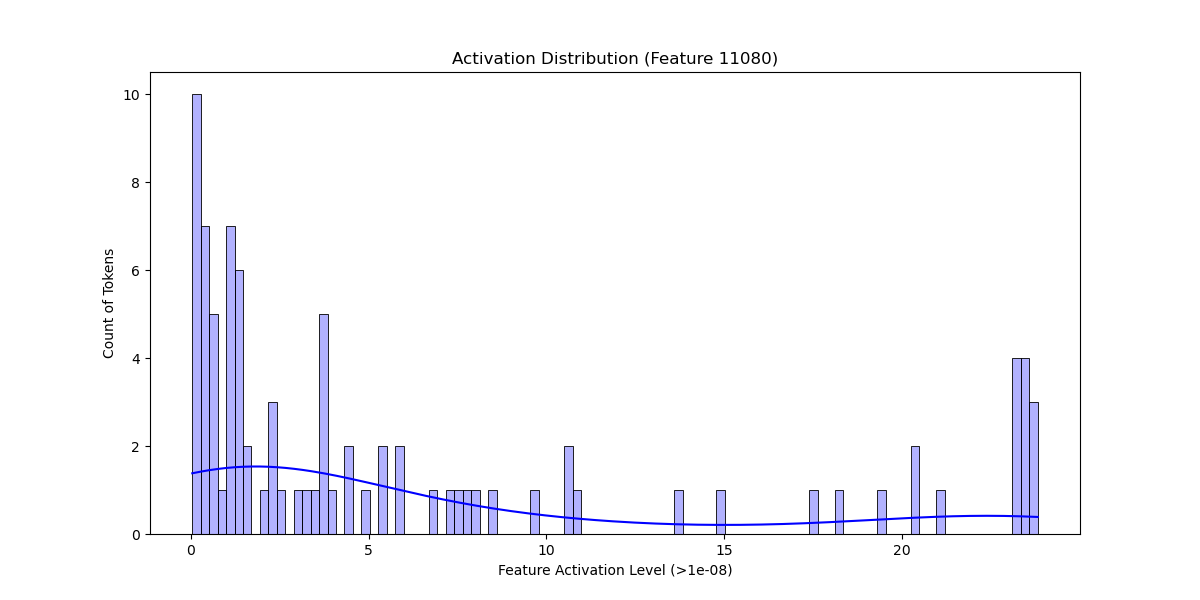 Activation Distribution (Feature 11080)
Count of Tokens
10
8
6
4
2
0
0 5 10 15 20
Feature Activation Level (>1e-08)